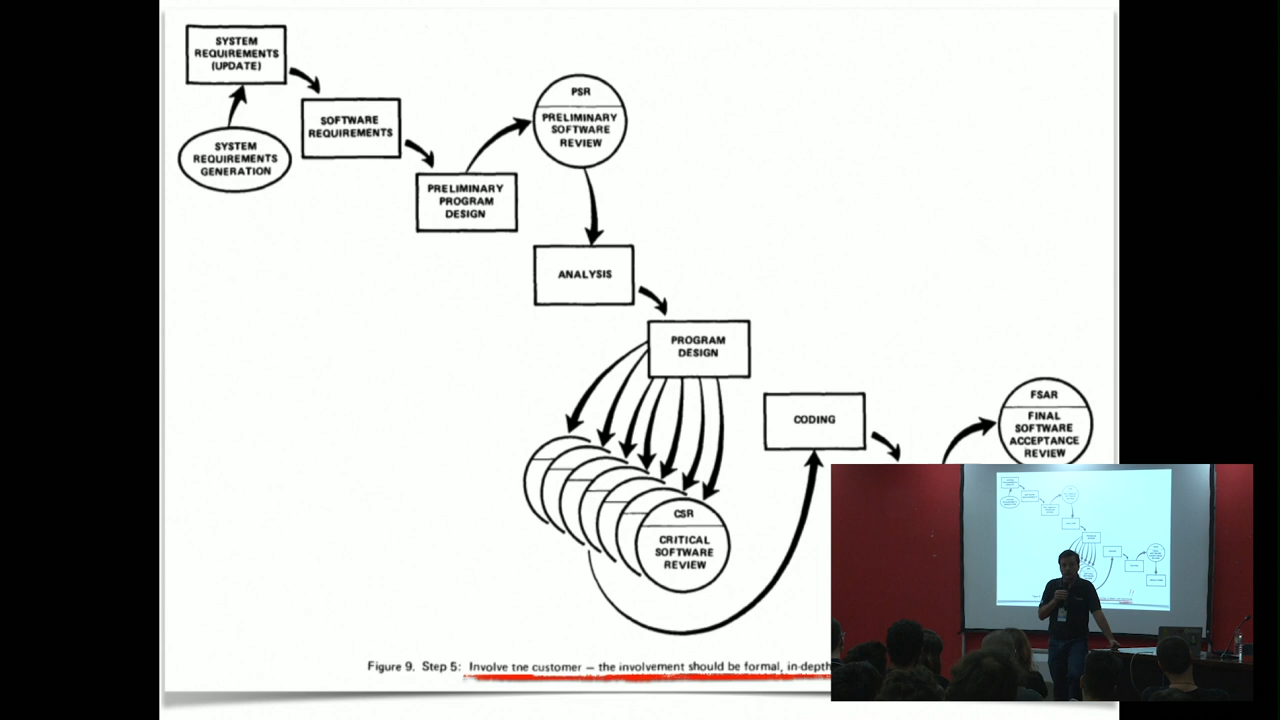 SYSTEM
REQUIREMENTS
(UPDATE)
SYSTEM
REQUIREMENTS
GENERATION
SOFTWARE
REQUIREMENTS
PRELIMINARY
PROGRAM
DESIGN
PSR
PRELIMINARY
SOFTWARE
REVIEW
ANALYSIS
PROGRAM
DESIGN
CSR
CRITICAL
SOFTWARE
REVIEW
CODING
FSAR
FINAL
SOFTWARE
ACCEPTANCE
REVIEW
Figure 9. Step 5: Involve tne customer – the involvement should be formal, in-depth